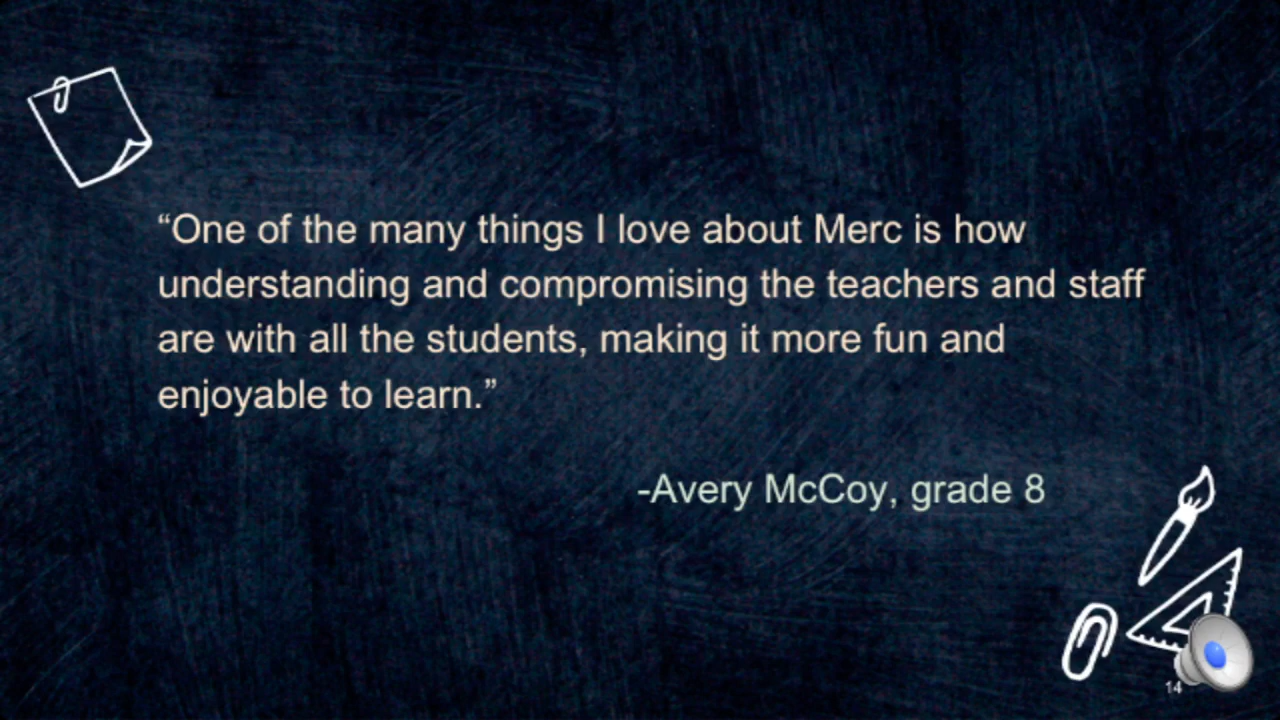 “One of the many things I love about Merc is how
understanding and compromising the teachers and staff
are with all the students, making it more fun and
enjoyable to learn.”
-Avery McCoy, grade 8
14